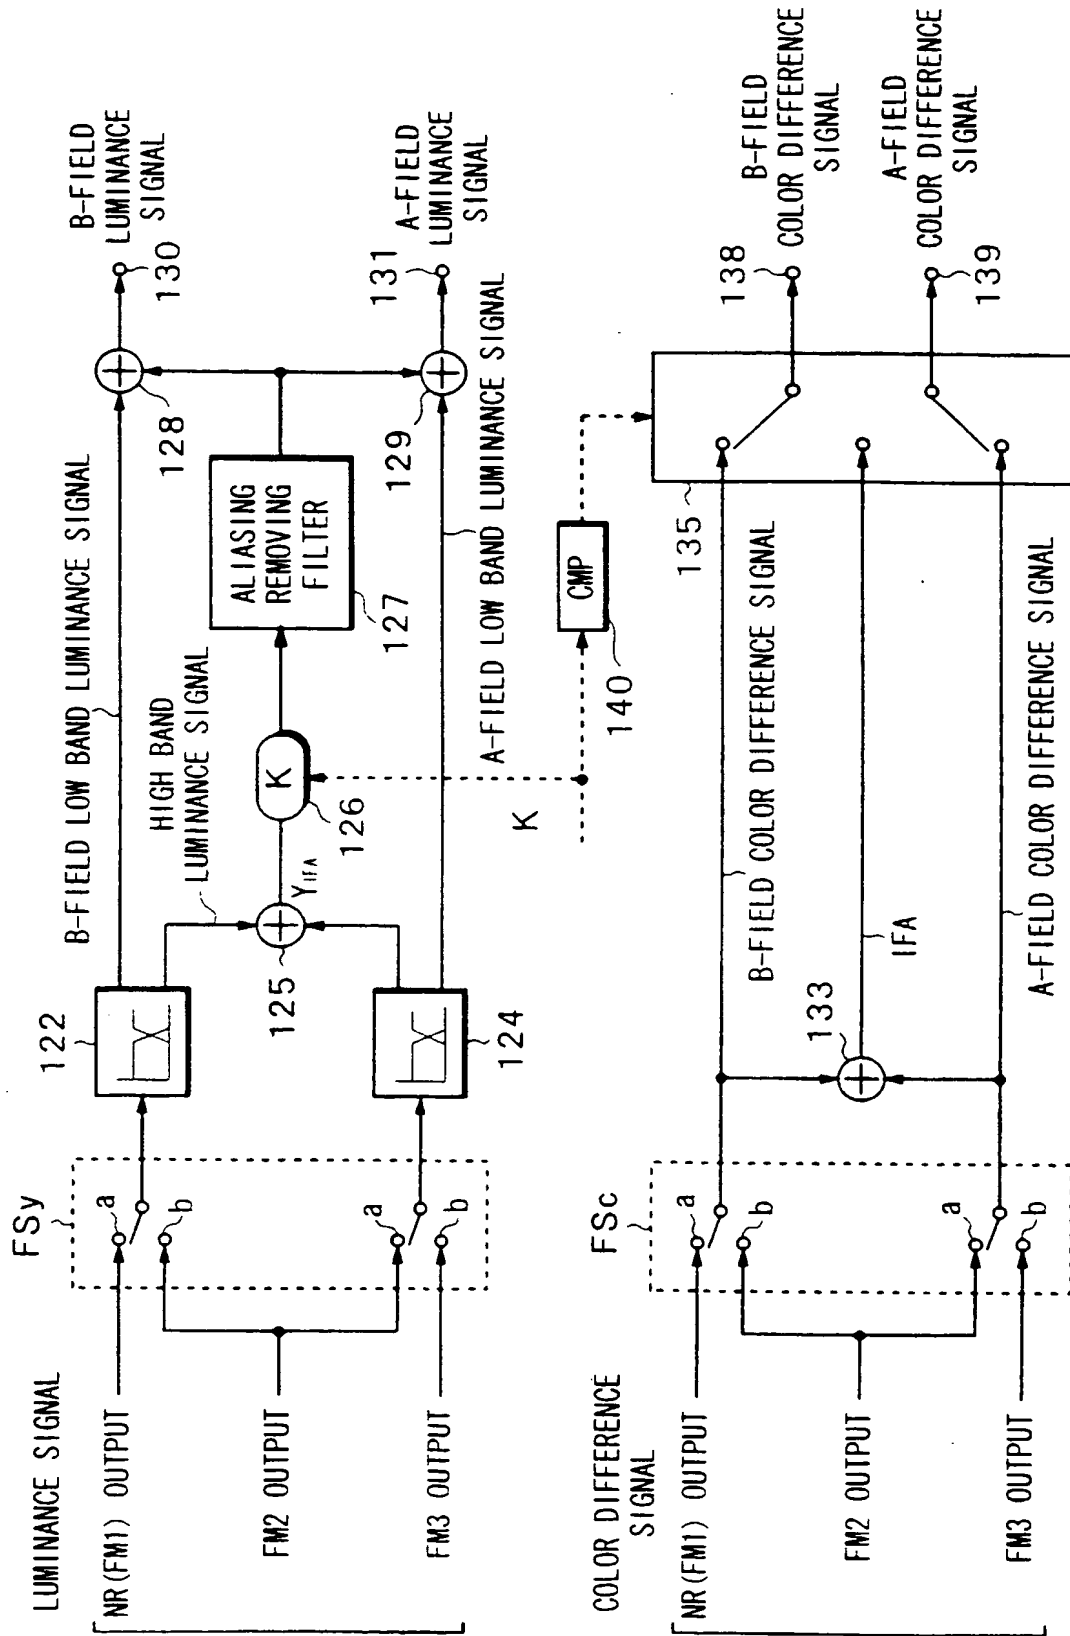 LUMINANCE SIGNAL
NR(FM1) OUTPUT
FM2 OUTPUT
FM3 OUTPUT
FSy
a
b
a
b
122
124
B-FIELD LOW BAND LUMINANCE SIGNAL
HIGH BAND
LUMINANCE SIGNAL
125
YIFA
K
126
K
ALIASING
REMOVING
FILTER
127
A-FIELD LOW BAND LUMINANCE SIGNAL
128
129
130
131
B-FIELD
LUMINANCE
SIGNAL
A-FIELD
LUMINANCE
SIGNAL
COLOR DIFFERENCE
SIGNAL
NR(FM1) OUTPUT
FM2 OUTPUT
FM3 OUTPUT
FSc
a
b
a
b
133
B-FIELD COLOR DIFFERENCE SIGNAL
IFA
A-FIELD COLOR DIFFERENCE SIGNAL
CMP
140
135
138
139
B-FIELD
COLOR DIFFERENCE
SIGNAL
A-FIELD
COLOR DIFFERENCE
SIGNAL